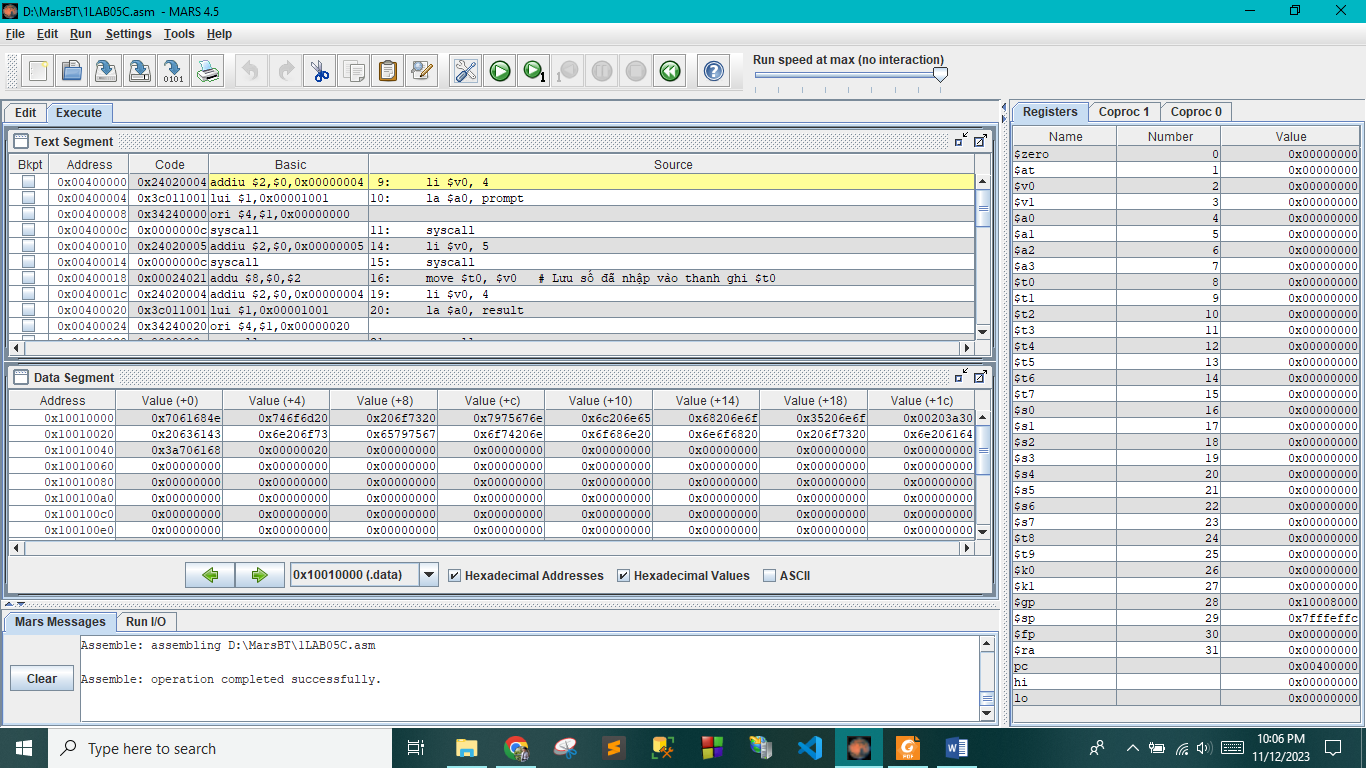 D:\MarsBT\1LAB05C.asm - MARS 4.5
File Edit Run Settings Tools Help
Run speed at max (no interaction)
Edit Execute
Text Segment
Bkpt Address Code Basic Source
0x00400000 0x24020004 addiu $2,$0,0x00000004 9: li $v0, 4
0x00400004 0x3c011001 lui $1,0x00001001 10: la $a0, prompt
0x00400008 0x34240000 ori $4,$1,0x00000000
0x0040000c 0x0000000c syscall 11: syscall
0x00400010 0x24020005 addiu $2,$0,0x00000005 14: li $v0, 5
0x00400014 0x0000000c syscall 15: syscall
0x00400018 0x00024021 addu $8,$0,$2 16: move $t0, $v0 # Lưu số đã nhập vào thanh ghi $t0
0x0040001c 0x24020004 addiu $2,$0,0x00000004 19: li $v0, 4
0x00400020 0x3c011001 lui $1,0x00001001 20: la $a0, result
0x00400024 0x34240020 ori $4,$1,0x00000020
Data Segment
Address Value (+0) Value (+4) Value (+8) Value (+c) Value (+10) Value (+14) Value (+18) Value (+1c)
0x10010000 0x7061684e 0x746f6d20 0x206f7320 0x7975676e 0x6c206e65 0x68206e6f 0x35206e6f 0x00203a30
0x10010020 0x20636143 0x6e206f73 0x65797567 0x6f74206e 0x6f686e20 0x6e6f6820 0x206f7320 0x6e206164
0x10010040 0x3a706168 0x00000020 0x00000000 0x00000000 0x00000000 0x00000000 0x00000000 0x00000000
0x10010060 0x00000000 0x00000000 0x00000000 0x00000000 0x00000000 0x00000000 0x00000000 0x00000000
0x10010080 0x00000000 0x00000000 0x00000000 0x00000000 0x00000000 0x00000000 0x00000000 0x00000000
0x100100a0 0x00000000 0x00000000 0x00000000 0x00000000 0x00000000 0x00000000 0x00000000 0x00000000
0x100100c0 0x00000000 0x00000000 0x00000000 0x00000000 0x00000000 0x00000000 0x00000000 0x00000000
0x100100e0 0x00000000 0x00000000 0x00000000 0x00000000 0x00000000 0x00000000 0x00000000 0x00000000
0x10010000 (.data) Hexadecimal Addresses Hexadecimal Values ASCII
Mars Messages Run I/O
Assemble: assembling D:\MarsBT\1LAB05C.asm
Clear
Assemble: operation completed successfully.
Registers Coproc 1 Coproc 0
Name Number Value
$zero 0 0x00000000
$at 1 0x00000000
$v0 2 0x00000000
$v1 3 0x00000000
$a0 4 0x00000000
$a1 5 0x00000000
$a2 6 0x00000000
$a3 7 0x00000000
$t0 8 0x00000000
$t1 9 0x00000000
$t2 10 0x00000000
$t3 11 0x00000000
$t4 12 0x00000000
$t5 13 0x00000000
$t6 14 0x00000000
$t7 15 0x00000000
$s0 16 0x00000000
$s1 17 0x00000000
$s2 18 0x00000000
$s3 19 0x00000000
$s4 20 0x00000000
$s5 21 0x00000000
$s6 22 0x00000000
$s7 23 0x00000000
$t8 24 0x00000000
$t9 25 0x00000000
$k0 26 0x00000000
$k1 27 0x00000000
$gp 28 0x10008000
$sp 29 0x7fffeffc
$fp 30 0x00000000
$ra 31 0x00000000
pc 0x00400000
hi 0x00000000
lo 0x00000000
Type here to search
10:06 PM
11/12/2023